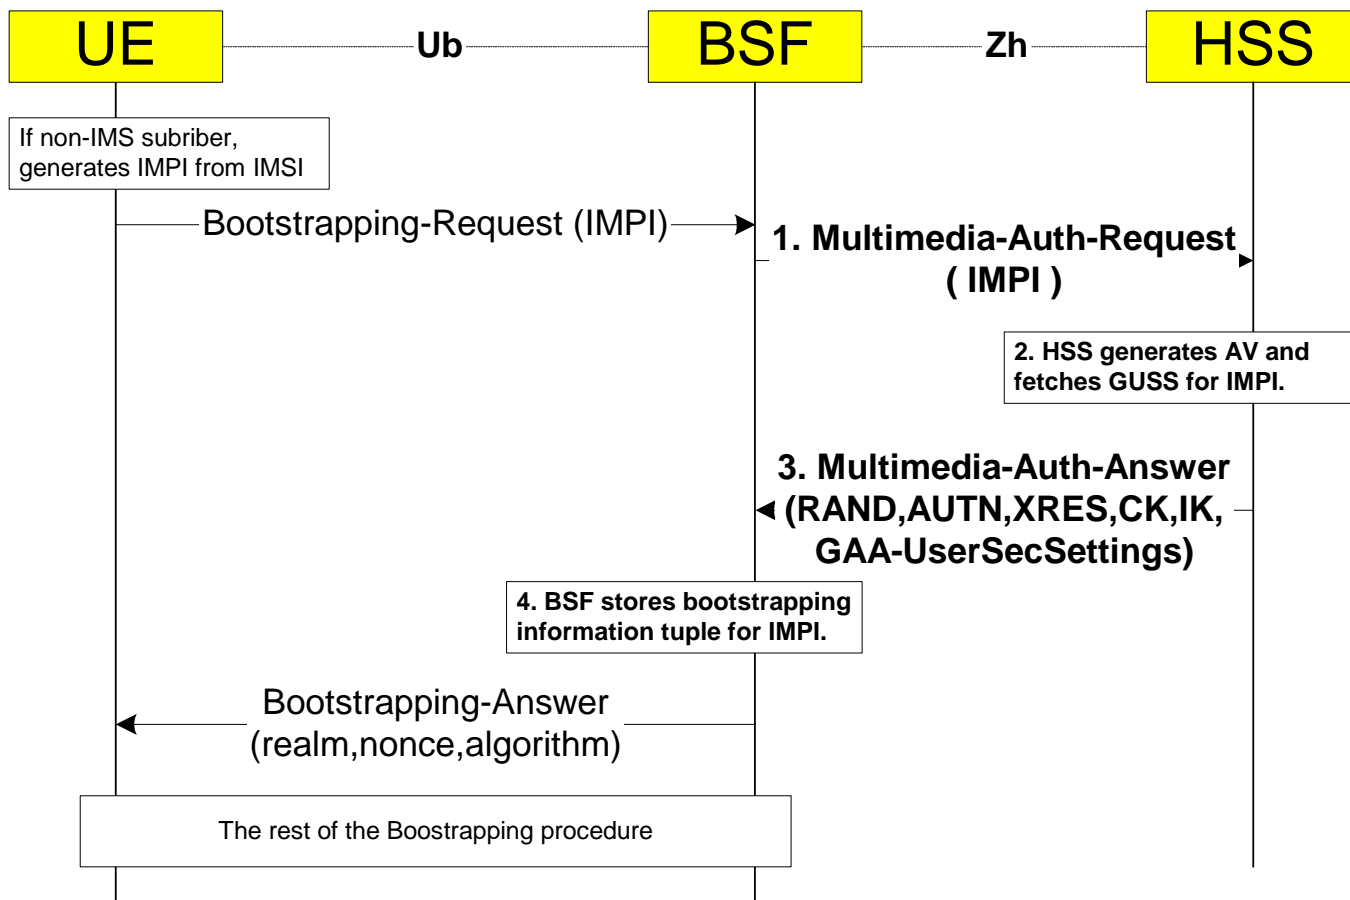 UE
Ub
BSF
Zh
HSS
If non-IMS subriber,
generates IMPI from IMSI
Bootstrapping-Request (IMPI)
1. Multimedia-Auth-Request
( IMPI )
2. HSS generates AV and
fetches GUSS for IMPI.
3. Multimedia-Auth-Answer
(RAND,AUTN,XRES,CK,IK,
GAA-UserSecSettings)
4. BSF stores bootstrapping
information tuple for IMPI.
Bootstrapping-Answer
(realm,nonce,algorithm)
The rest of the Boostrapping procedure